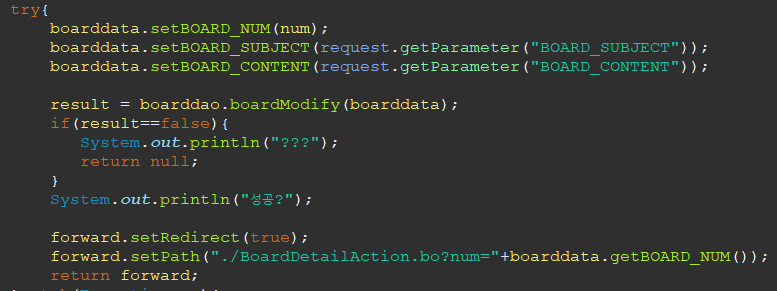 try{
boarddata.setBOARD_NUM(num);
boarddata.setBOARD_SUBJECT(request.getParameter("BOARD_SUBJECT"));
boarddata.setBOARD_CONTENT(request.getParameter("BOARD_CONTENT"));
result = boarddao.boardModify(boarddata);
if(result==false){
System.out.println("???");
return null;
}
System.out.println("성공?");
forward.setRedirect(true);
forward.setPath("./BoardDetailAction.bo?num="+boarddata.getBOARD_NUM());
return forward;